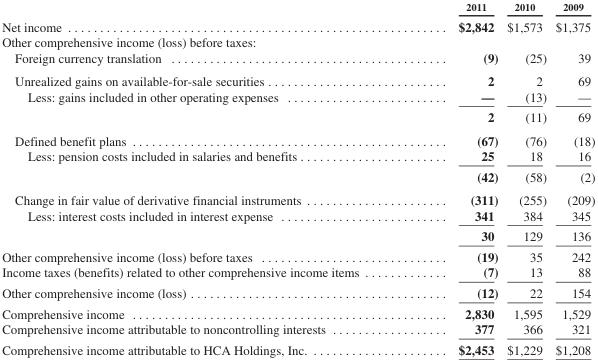 2011 2010 2009
Net income $2,842 $1,573 $1,375
Other comprehensive income (loss) before taxes:
Foreign currency translation (9) (25) 39
Unrealized gains on available-for-sale securities 2 2 69
Less: gains included in other operating expenses — (13) —
2 (11) 69
Defined benefit plans (67) (76) (18)
Less: pension costs included in salaries and benefits 25 18 16
(42) (58) (2)
Change in fair value of derivative financial instruments (311) (255) (209)
Less: interest costs included in interest expense 341 384 345
30 129 136
Other comprehensive income (loss) before taxes (19) 35 242
Income taxes (benefits) related to other comprehensive income items (7) 13 88
Other comprehensive income (loss) (12) 22 154
Comprehensive income 2,830 1,595 1,529
Comprehensive income attributable to noncontrolling interests 377 366 321
Comprehensive income attributable to HCA Holdings, Inc. $2,453 $1,229 $1,208